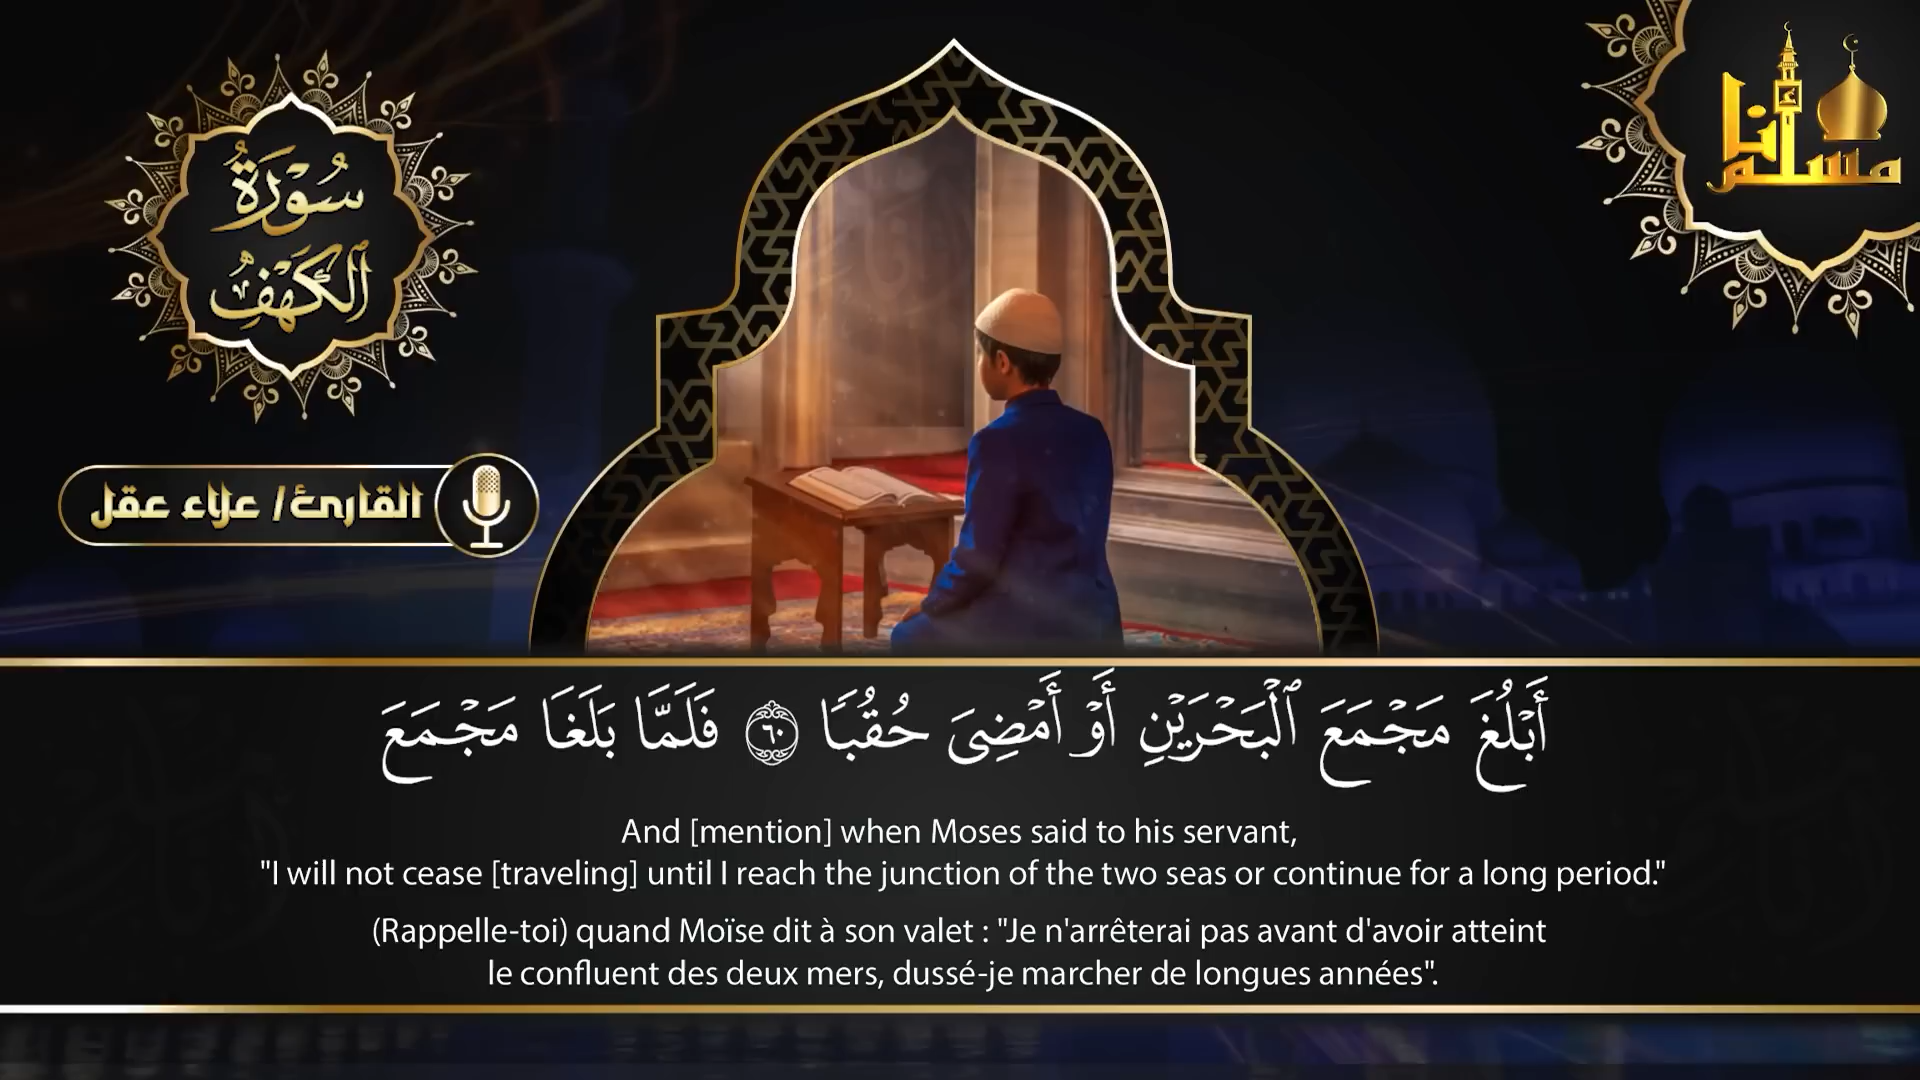 سُورَةُ
الكَهْفِ
أنا
مسلم
القارئ/ علاء عقل
أَبْلُغَ مَجْمَعَ ٱلْبَحْرَيْنِ أَوْ أَمْضِىَ حُقُبًا ٦٠ فَلَمَّا بَلَغَا مَجْمَعَ
And [mention] when Moses said to his servant,
"I will not cease [traveling] until I reach the junction of the two seas or continue for a long period."
(Rappelle-toi) quand Moïse dit à son valet : "Je n'arrêterai pas avant d'avoir atteint
le confluent des deux mers, dussé-je marcher de longues années".